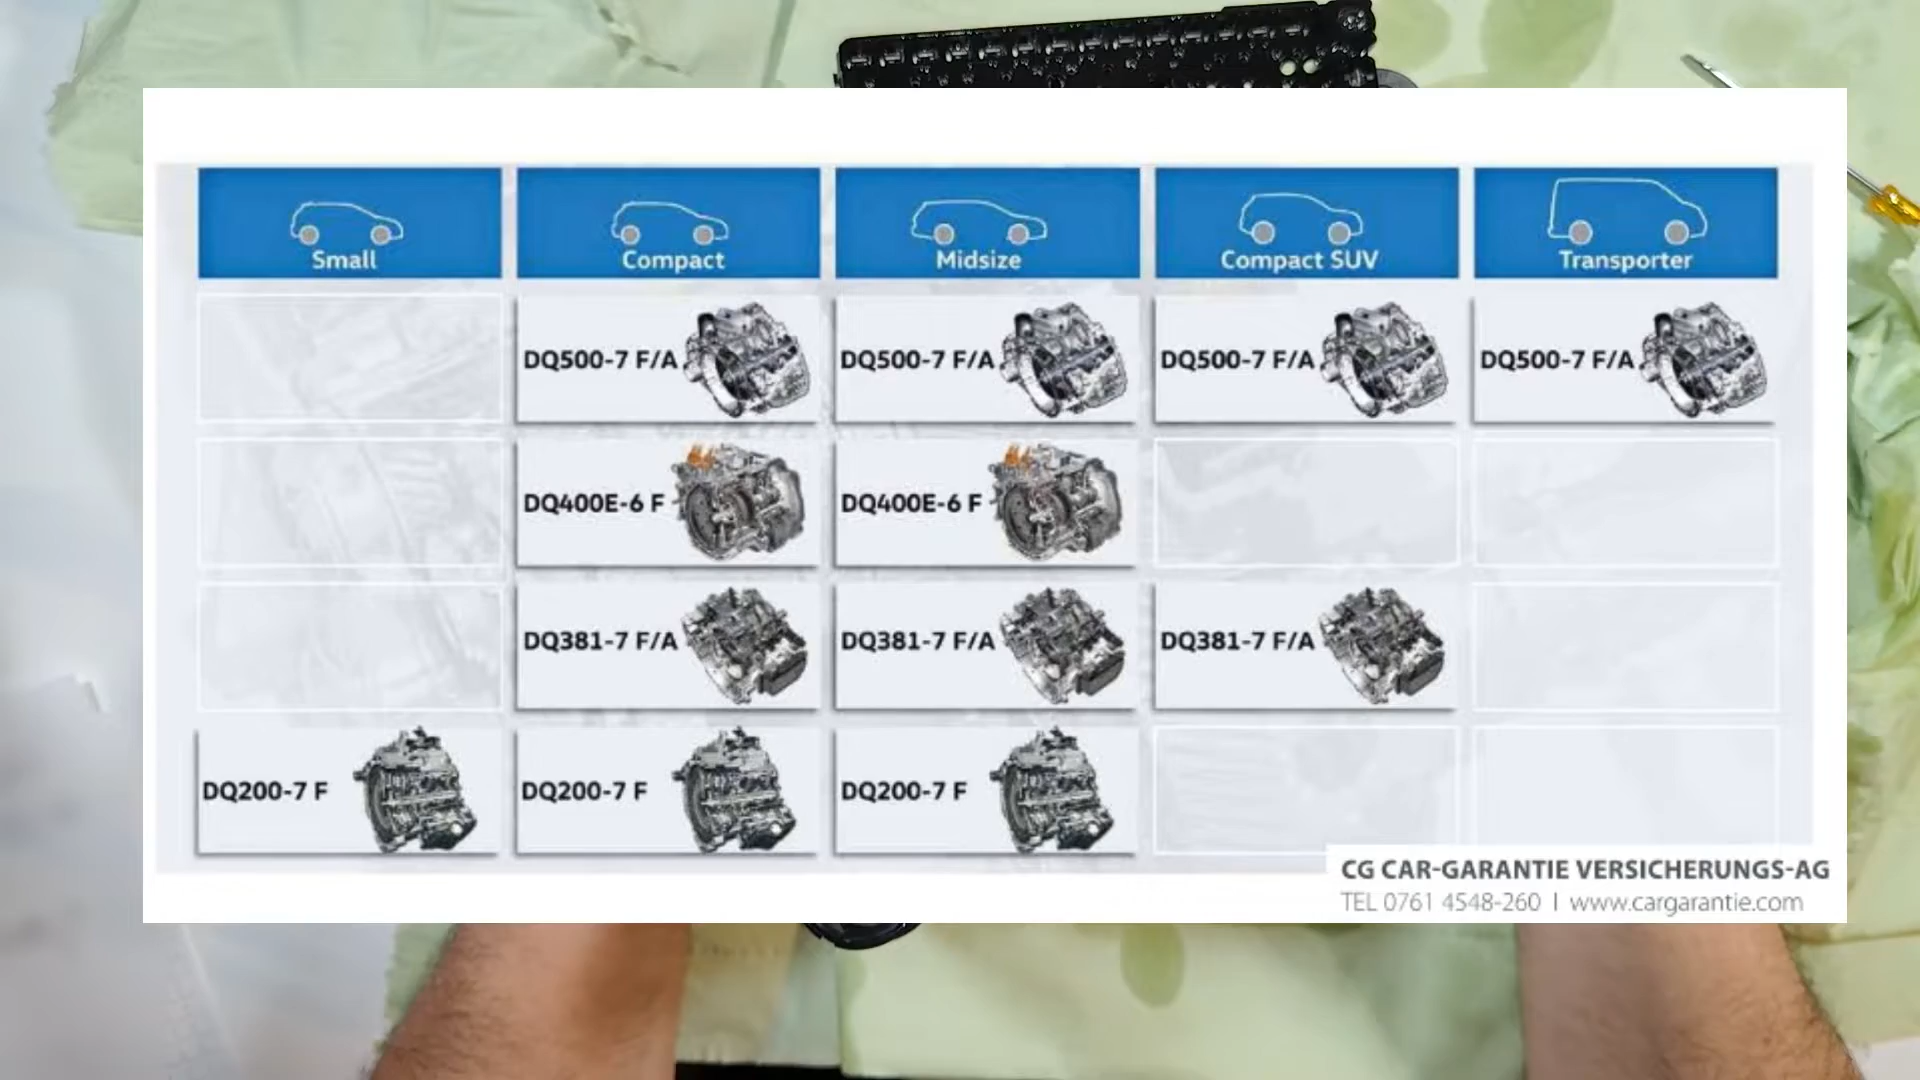 Small Compact Midsize Compact SUV Transporter
DQ500-7 F/A DQ500-7 F/A DQ500-7 F/A DQ500-7 F/A
DQ400E-6 F DQ400E-6 F
DQ381-7 F/A DQ381-7 F/A DQ381-7 F/A
DQ200-7 F DQ200-7 F DQ200-7 F
CG CAR-GARANTIE VERSICHERUNGS-AG
TEL 0761 4548-260 | www.cargarantie.com